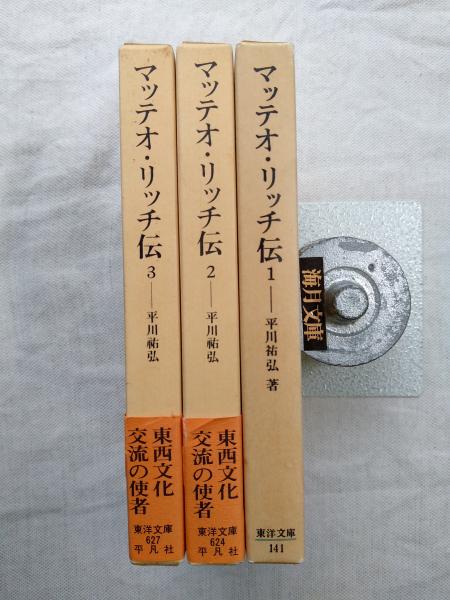 マッテオ・リッチ伝 3 ── 平川祐弘
東西文化
交流の使者
東洋文庫
627
平凡社
マッテオ・リッチ伝 2 ── 平川祐弘
東西文化
交流の使者
東洋文庫
624
平凡社
マッテオ・リッチ伝 1 ── 平川祐弘 著
東洋文庫
141
海月文庫